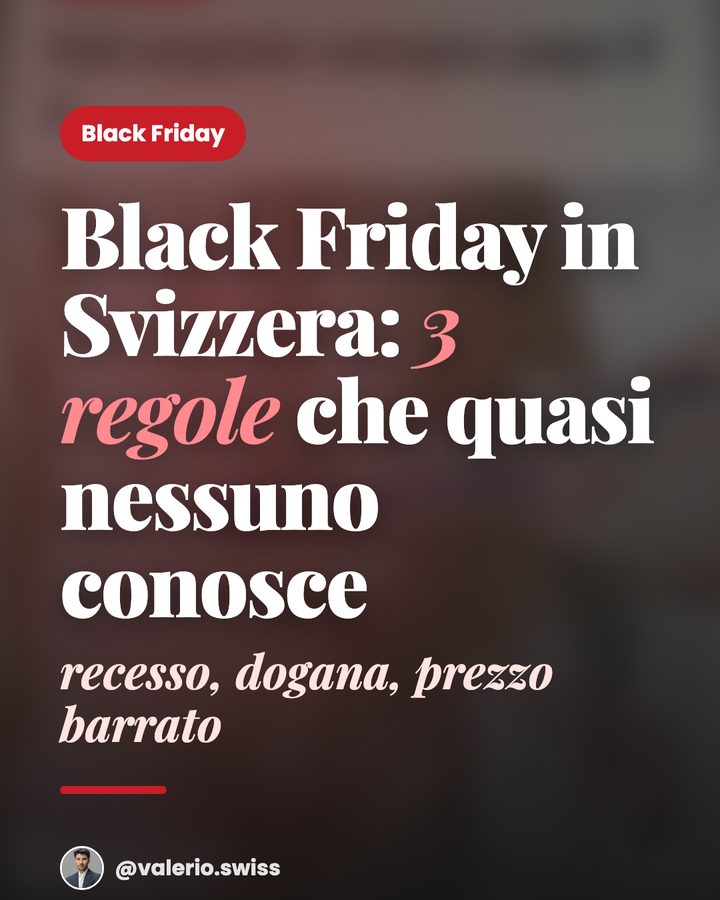 Black Friday
Black Friday in
Svizzera: 3
regole che quasi
nessuno
conosce
recesso, dogana, prezzo
barrato
@valerio.swiss